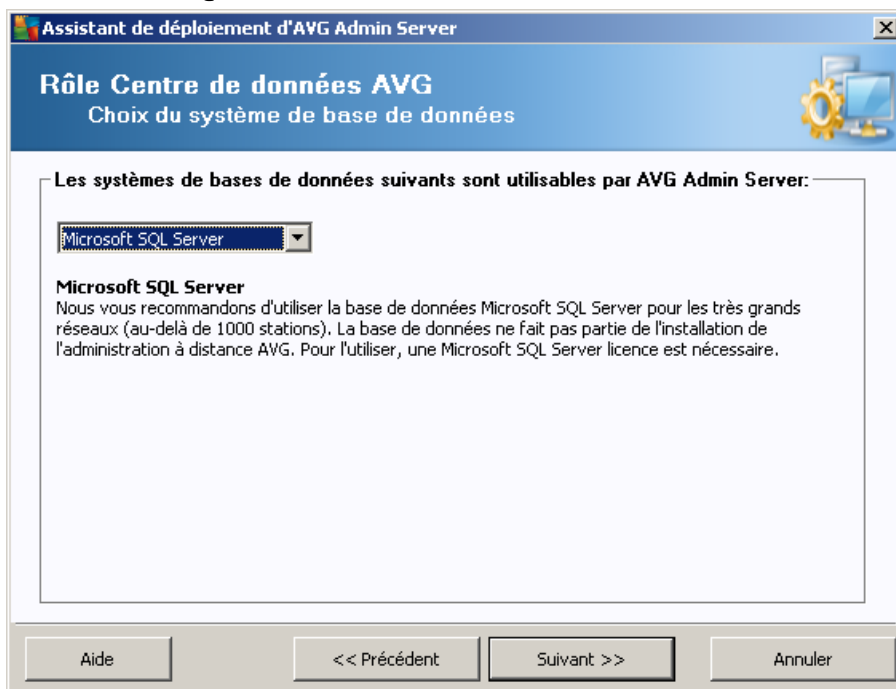 Assistant de déploiement d'AVG Admin Server
Rôle Centre de données AVG
Choix du système de base de données
Les systèmes de bases de données suivants sont utilisables par AVG Admin Server:
Microsoft SQL Server
Microsoft SQL Server
Nous vous recommandons d'utiliser la base de données Microsoft SQL Server pour les très grands
réseaux (au-delà de 1000 stations). La base de données ne fait pas partie de l'installation de
l'administration à distance AVG. Pour l'utiliser, une Microsoft SQL Server licence est nécessaire.
Aide
<< Précédent
Suivant >>
Annuler